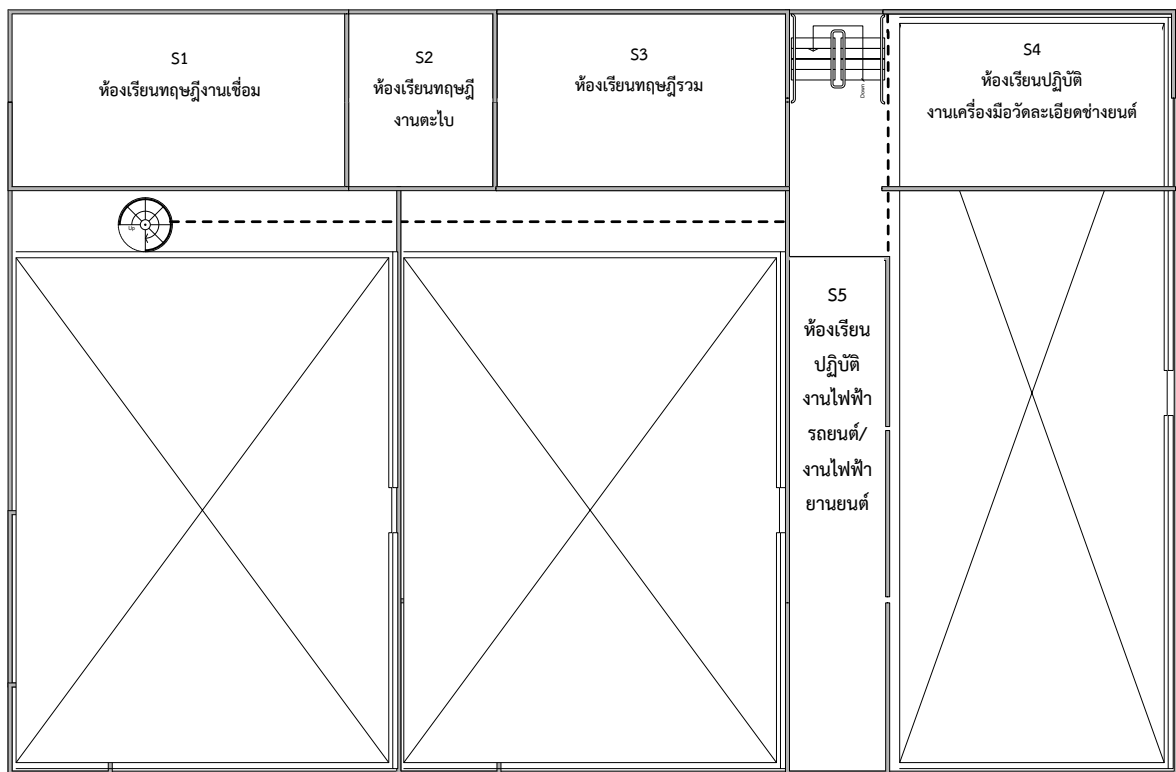 S1
ห้องเรียนทฤษฎีงานเชื่อม
S2
ห้องเรียนทฤษฎี
งานตะไบ
S3
ห้องเรียนทฤษฎีรวม
Down
S4
ห้องเรียนปฏิบัติ
งานเครื่องมือวัดละเอียดช่างยนต์
Up
S5
ห้องเรียน
ปฏิบัติ
งานไฟฟ้า
รถยนต์/
งานไฟฟ้า
ยานยนต์